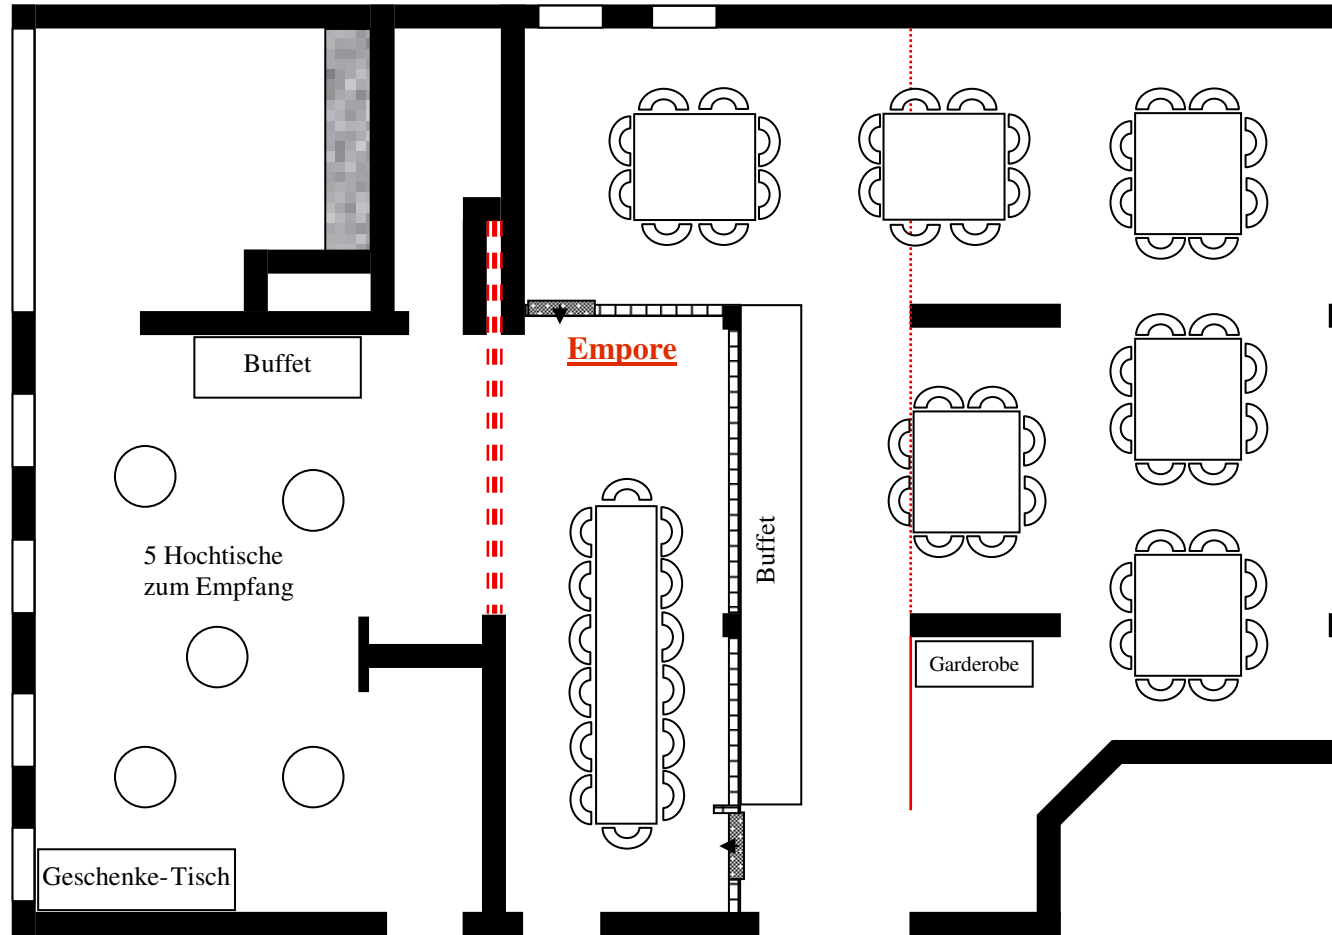 Empore
Buffet
Buffet
5 Hochtische
zum Empfang
Garderobe
Geschenke-Tisch